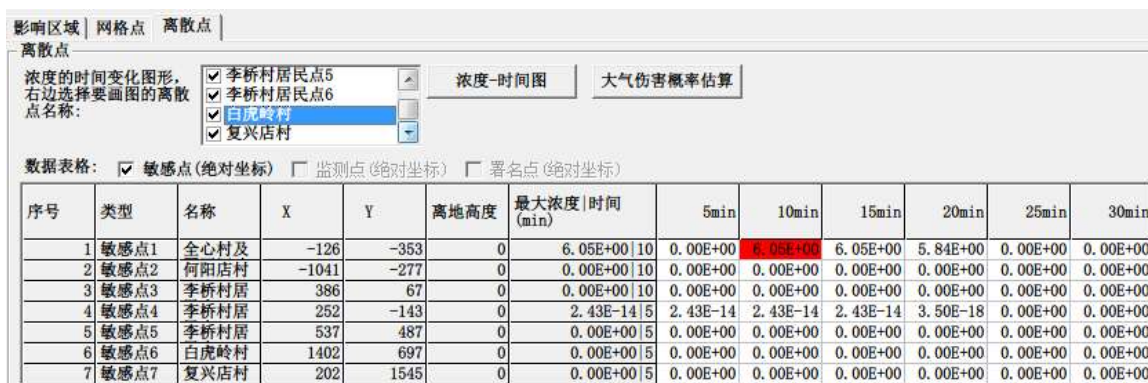 影响区域 网格点 离散点
离散点
浓度的时间变化图形，
右边选择要画图的离散
点名称：
李桥村居民点5
李桥村居民点6
白虎岭村
复兴店村
浓度-时间图 大气伤害概率估算
数据表格： 敏感点(绝对坐标) 监测点(绝对坐标) 署名点(绝对坐标)
序号 类型 名称 X Y 离地高度 最大浓度|时间(min) 5min 10min 15min 20min 25min 30min
1 敏感点1 全心村及 -126 -353 0 6.05E+00|10 0.00E+00 6.05E+00 6.05E+00 5.84E+00 0.00E+00 0.00E+00
2 敏感点2 何阳店村 -1041 -277 0 0.00E+00|10 0.00E+00 0.00E+00 0.00E+00 0.00E+00 0.00E+00 0.00E+00
3 敏感点3 李桥村居 386 67 0 0.00E+00|10 0.00E+00 0.00E+00 0.00E+00 0.00E+00 0.00E+00 0.00E+00
4 敏感点4 李桥村居 252 -143 0 2.43E-14|5 2.43E-14 2.43E-14 2.43E-14 3.50E-18 0.00E+00 0.00E+00
5 敏感点5 李桥村居 537 487 0 0.00E+00|5 0.00E+00 0.00E+00 0.00E+00 0.00E+00 0.00E+00 0.00E+00
6 敏感点6 白虎岭村 1402 697 0 0.00E+00|5 0.00E+00 0.00E+00 0.00E+00 0.00E+00 0.00E+00 0.00E+00
7 敏感点7 复兴店村 202 1545 0 0.00E+00|5 0.00E+00 0.00E+00 0.00E+00 0.00E+00 0.00E+00 0.00E+00